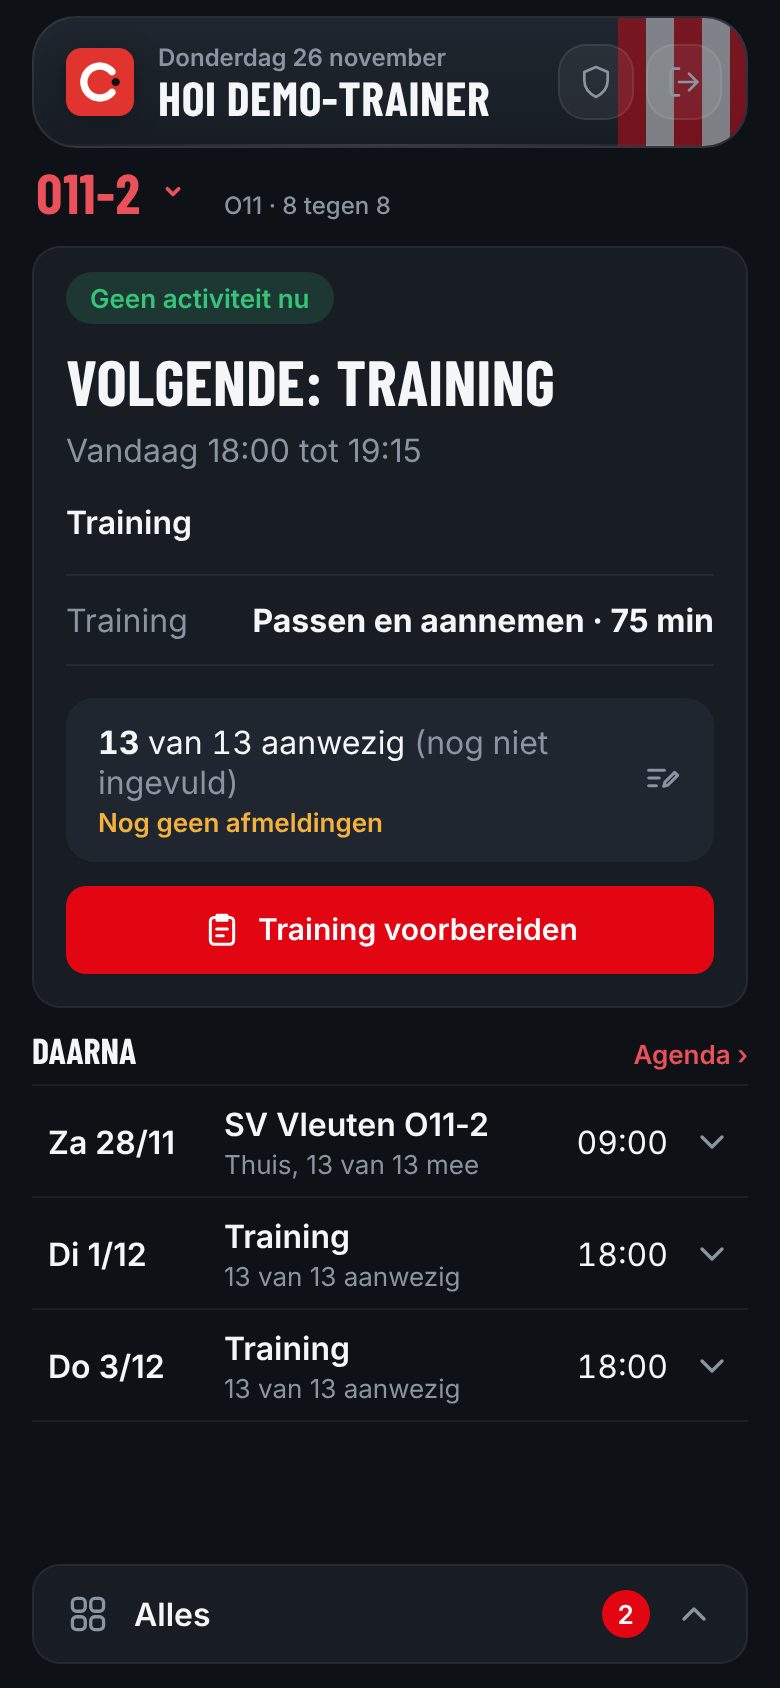 Donderdag 26 november
HOI DEMO-TRAINER
O11-2
O11 · 8 tegen 8
Geen activiteit nu
VOLGENDE: TRAINING
Vandaag 18:00 tot 19:15
Training
Training Passen en aannemen · 75 min
13 van 13 aanwezig (nog niet
ingevuld)
Nog geen afmeldingen
Training voorbereiden
DAARNA
Agenda ›
Za 28/11 SV Vleuten O11-2 09:00
Thuis, 13 van 13 mee
Di 1/12 Training 18:00
13 van 13 aanwezig
Do 3/12 Training 18:00
13 van 13 aanwezig
Alles 2